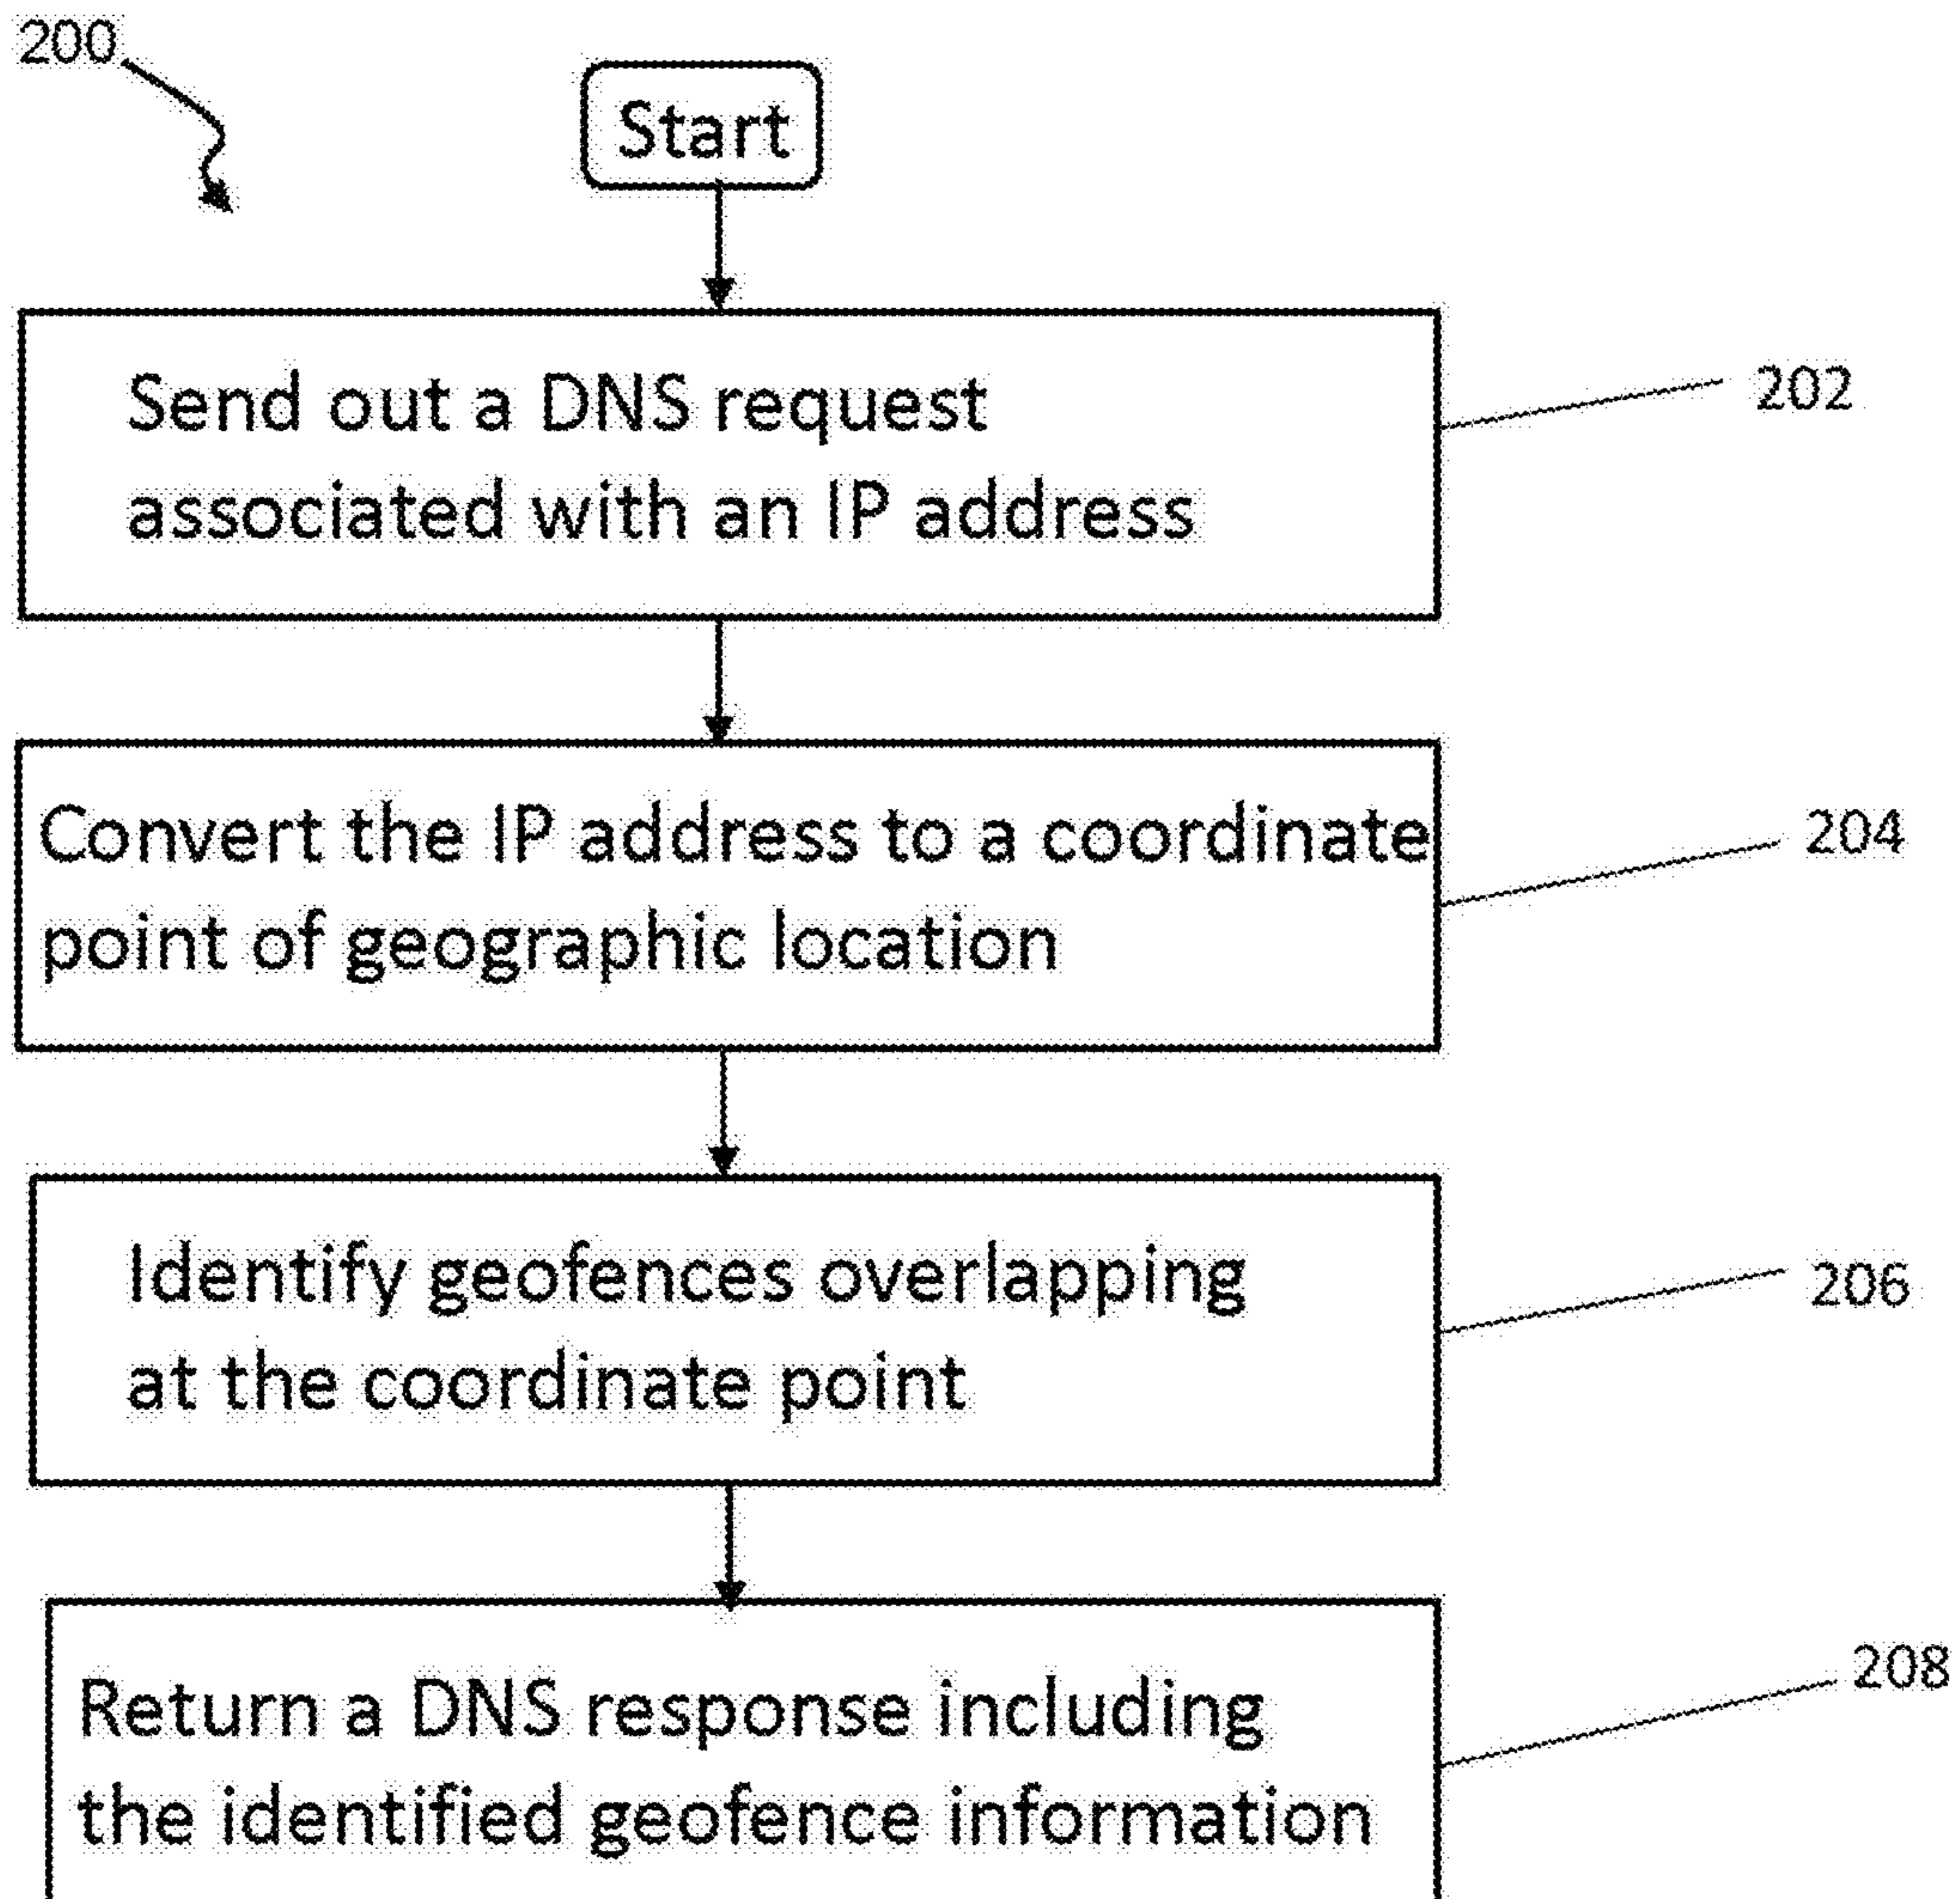 200
Start
Send out a DNS request
associated with an IP address
202
Convert the IP address to a coordinate
point of geographic location
204
Identify geofences overlapping
at the coordinate point
206
Return a DNS response including
the identified geofence information
208